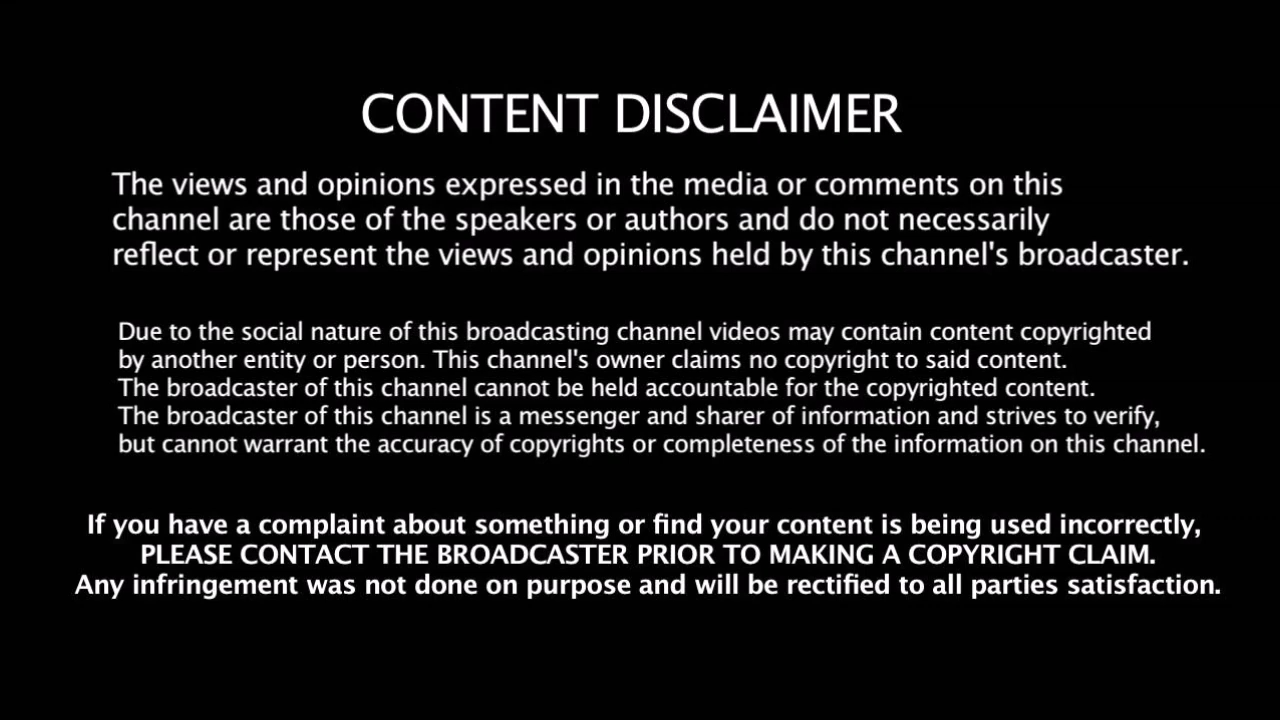 CONTENT DISCLAIMER
The views and opinions expressed in the media or comments on this
channel are those of the speakers or authors and do not necessarily
reflect or represent the views and opinions held by this channel's broadcaster.
Due to the social nature of this broadcasting channel videos may contain content copyrighted
by another entity or person. This channel's owner claims no copyright to said content.
The broadcaster of this channel cannot be held accountable for the copyrighted content.
The broadcaster of this channel is a messenger and sharer of information and strives to verify,
but cannot warrant the accuracy of copyrights or completeness of the information on this channel.
If you have a complaint about something or find your content is being used incorrectly,
PLEASE CONTACT THE BROADCASTER PRIOR TO MAKING A COPYRIGHT CLAIM.
Any infringement was not done on purpose and will be rectified to all parties satisfaction.